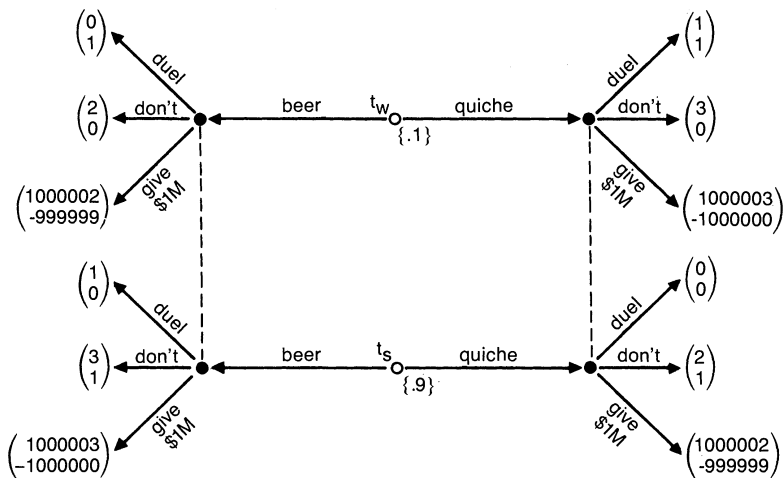 0
1
duel
2
0
don't
1000002
-999999
give
$1M
beer
t_w
{.1}
quiche
duel
1
1
don't
3
0
give
$1M
1000003
-1000000
1
0
duel
3
1
don't
1000003
-1000000
give
$1M
beer
t_s
{.9}
quiche
duel
0
0
don't
2
1
give
$1M
1000002
-999999